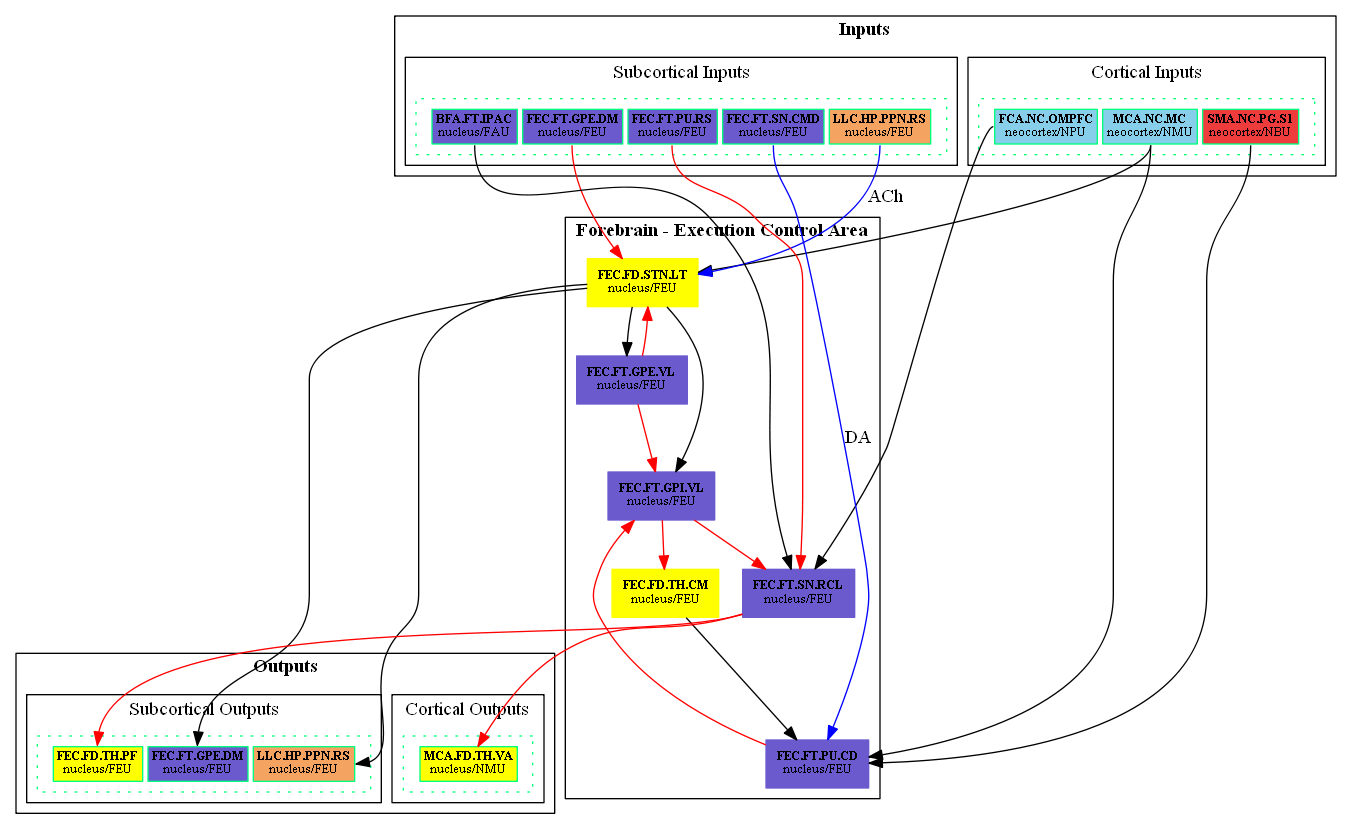 Inputs
Subcortical Inputs
Cortical Inputs
BFA.FT.IPAC
nucleus/FAU
FEC.FT.GPE.DM
nucleus/FEU
FEC.FT.PU.RS
nucleus/FEU
FEC.FT.SN.CMD
nucleus/FEU
LLC.HP.PPN.RS
nucleus/FEU
FCA.NC.OMPFC
neocortex/NPU
MCA.NC.MC
neocortex/NMU
SMA.NC.PG.S1
neocortex/NBU
ACh
Forebrain - Execution Control Area
FEC.FD.STN.LT
nucleus/FEU
FEC.FT.GPE.VL
nucleus/FEU
DA
FEC.FT.GPI.VL
nucleus/FEU
FEC.FD.TH.CM
nucleus/FEU
FEC.FT.SN.RCL
nucleus/FEU
Outputs
Subcortical Outputs
Cortical Outputs
FEC.FD.TH.PF
nucleus/FEU
FEC.FT.GPE.DM
nucleus/FEU
LLC.HP.PPN.RS
nucleus/FEU
MCA.FD.TH.VA
nucleus/NMU
FEC.FT.PU.CD
nucleus/FEU